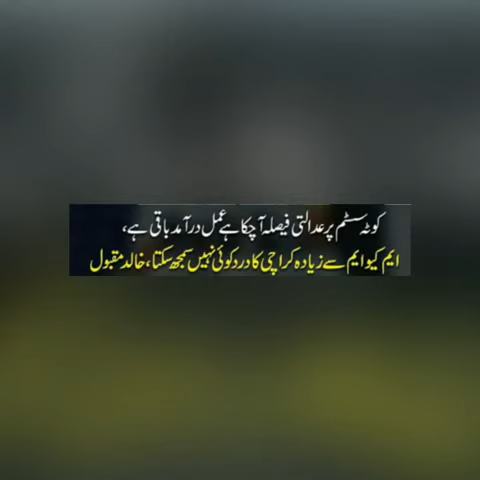 کوٹہ سسٹم پر عدالتی فیصلہ آ چکا ہے عمل درآمد باقی ہے،
ایم کیو ایم سے زیادہ کراچی کا درد کوئی نہیں سمجھ سکتا، خالد مقبول